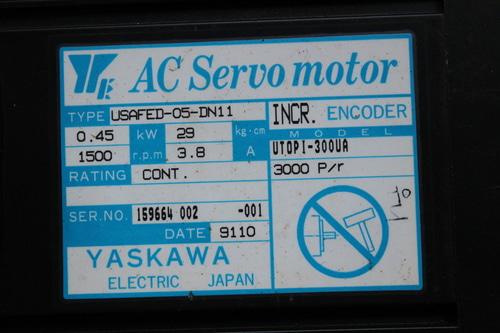 YK AC Servo motor
TYPE USAFED-05-DN11
INCR. ENCODER
0.45 kW 29 kg·cm
MODEL
1500 r.p.m 3.8 A
UTOPI-300UA
RATING CONT.
3000 P/r
SER.NO. 159664 002 -001
DATE 9110
YASKAWA
ELECTRIC JAPAN